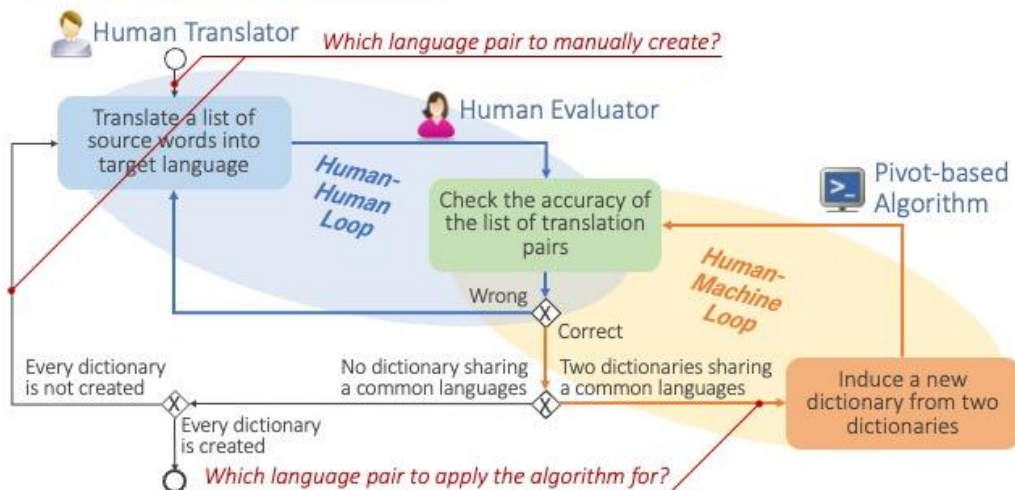 Human Translator
Which language pair to manually create?
Translate a list of
source words into
target language
Human Evaluator
Human-
Human
Loop
Check the accuracy of
the list of translation
pairs
Pivot-based
Algorithm
Human-
Machine
Loop
Wrong
X
Correct
Every dictionary
is not created
No dictionary sharing
a common languages
Two dictionaries sharing
a common languages
Induce a new
dictionary from two
dictionaries
X
X
Every dictionary
is created
Which language pair to apply the algorithm for?